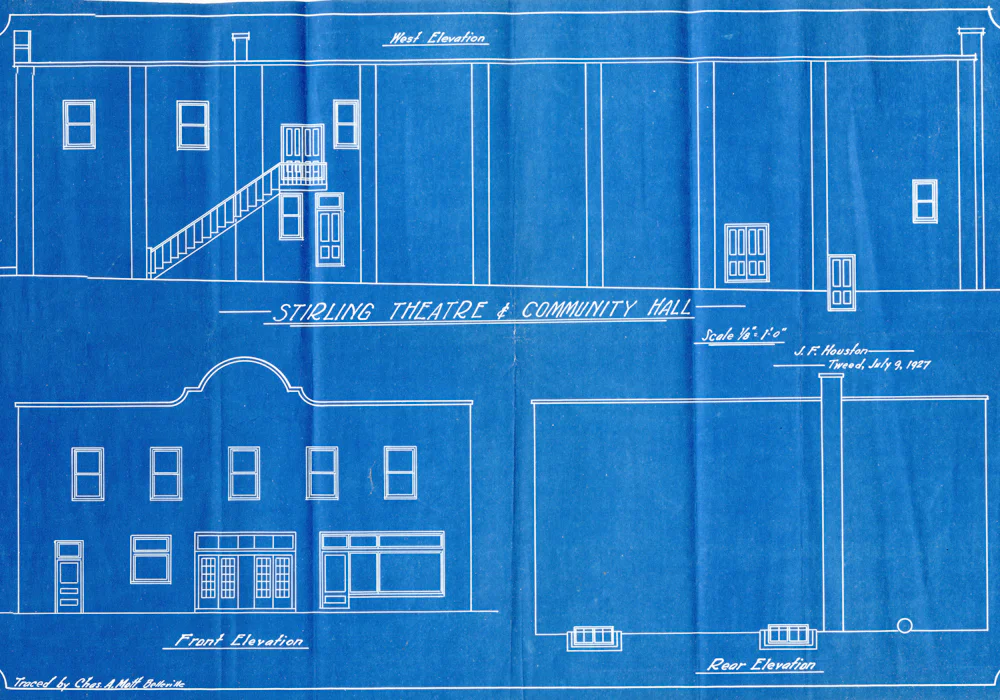 West Elevation
STIRLING THEATRE & COMMUNITY HALL
Scale 1/8" = 1'-0"
J. F. Houston
Tweed, July 9, 1927
Front Elevation
Rear Elevation
Traced by Chas. A. Mott. Belleville